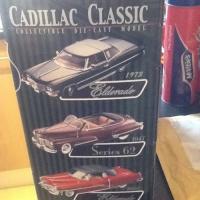 CADILLAC CLASSIC
COLLECTIBLE DIE-CAST MODEL
1973
Eldorado
1947
Series 62